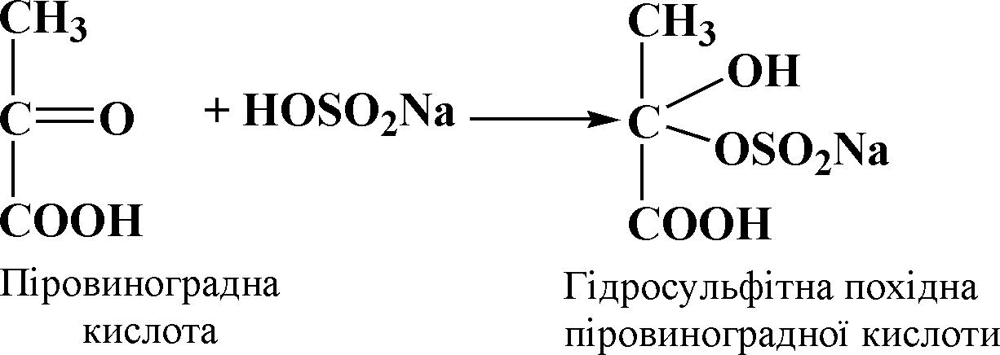 CH3 CH3
OH
C=O + HOSO2Na C
OSO2Na
COOH COOH
Піровиноградна Гідросульфітна похідна
кислота піровиноградної кислоти